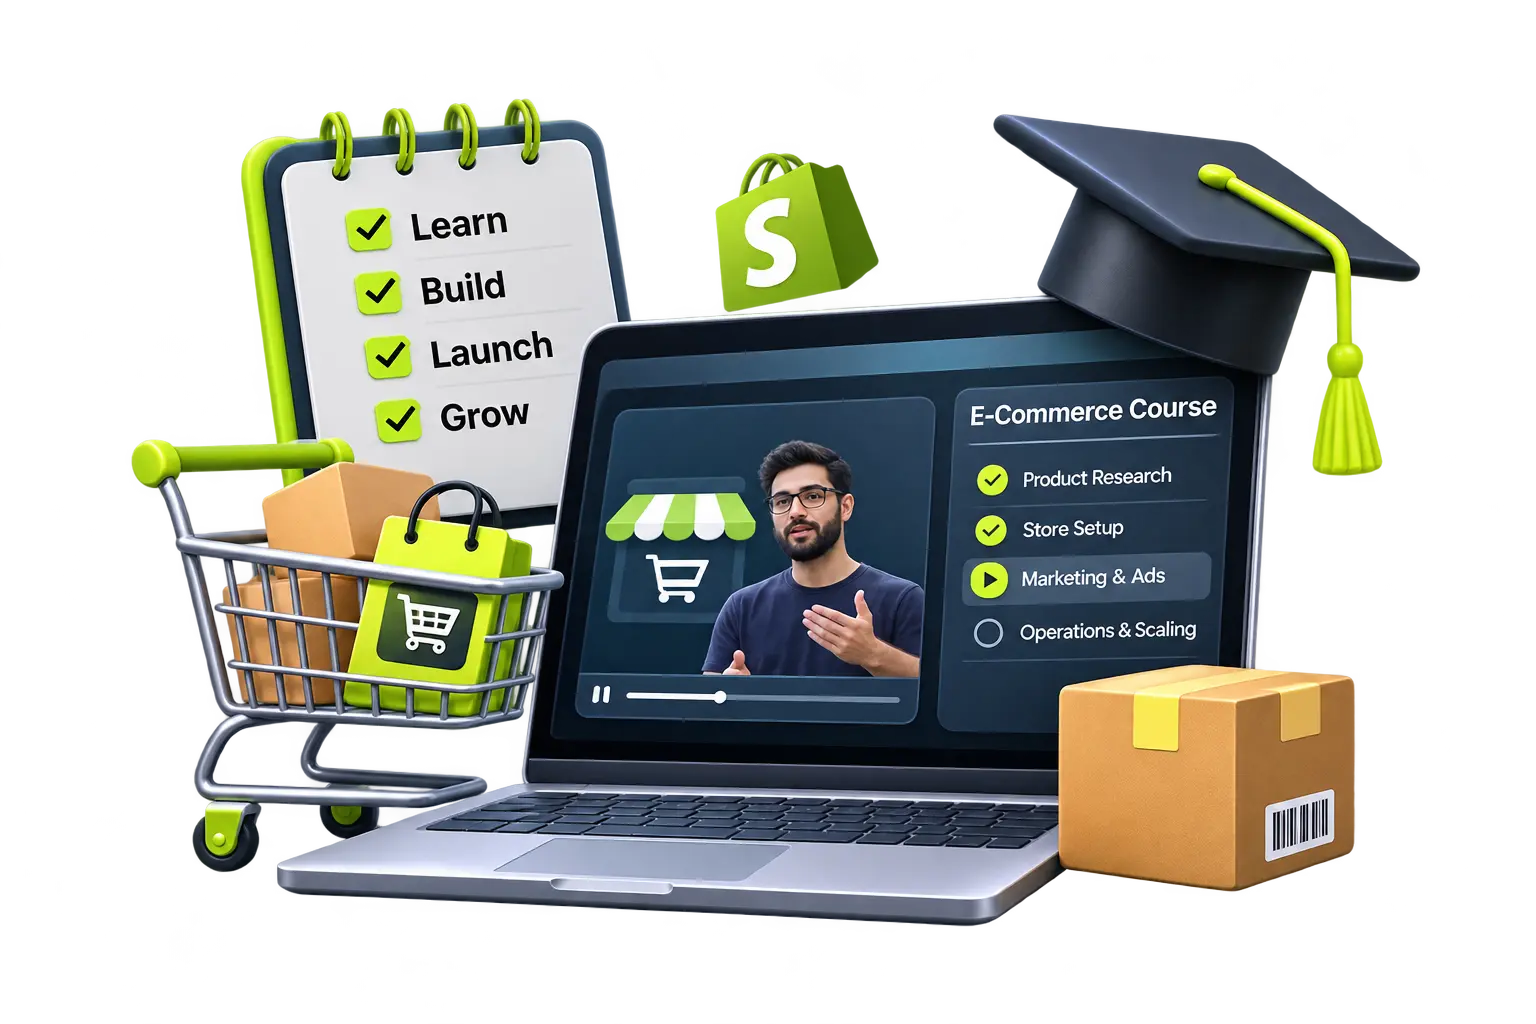 Learn
Build
Launch
Grow
S
E-Commerce Course
Product Research
Store Setup
Marketing & Ads
Operations & Scaling